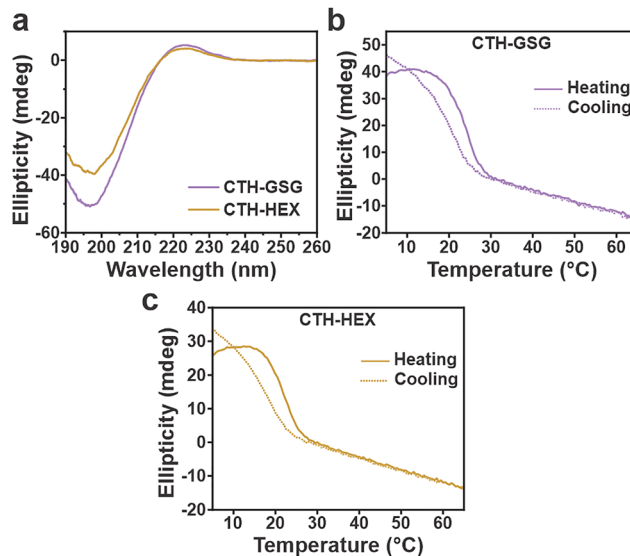 a
0
-20
-40
-60
190 200 210 220 230 240 250 260
Ellipticity (mdeg)
Wavelength (nm)
CTH-GSG
CTH-HEX
b
CTH-GSG
50
40
30
20
10
0
-10
-20
10 20 30 40 50 60
Ellipticity (mdeg)
Temperature (°C)
Heating
Cooling
c
CTH-HEX
40
30
20
10
0
-10
-20
10 20 30 40 50 60
Ellipticity (mdeg)
Temperature (°C)
Heating
Cooling